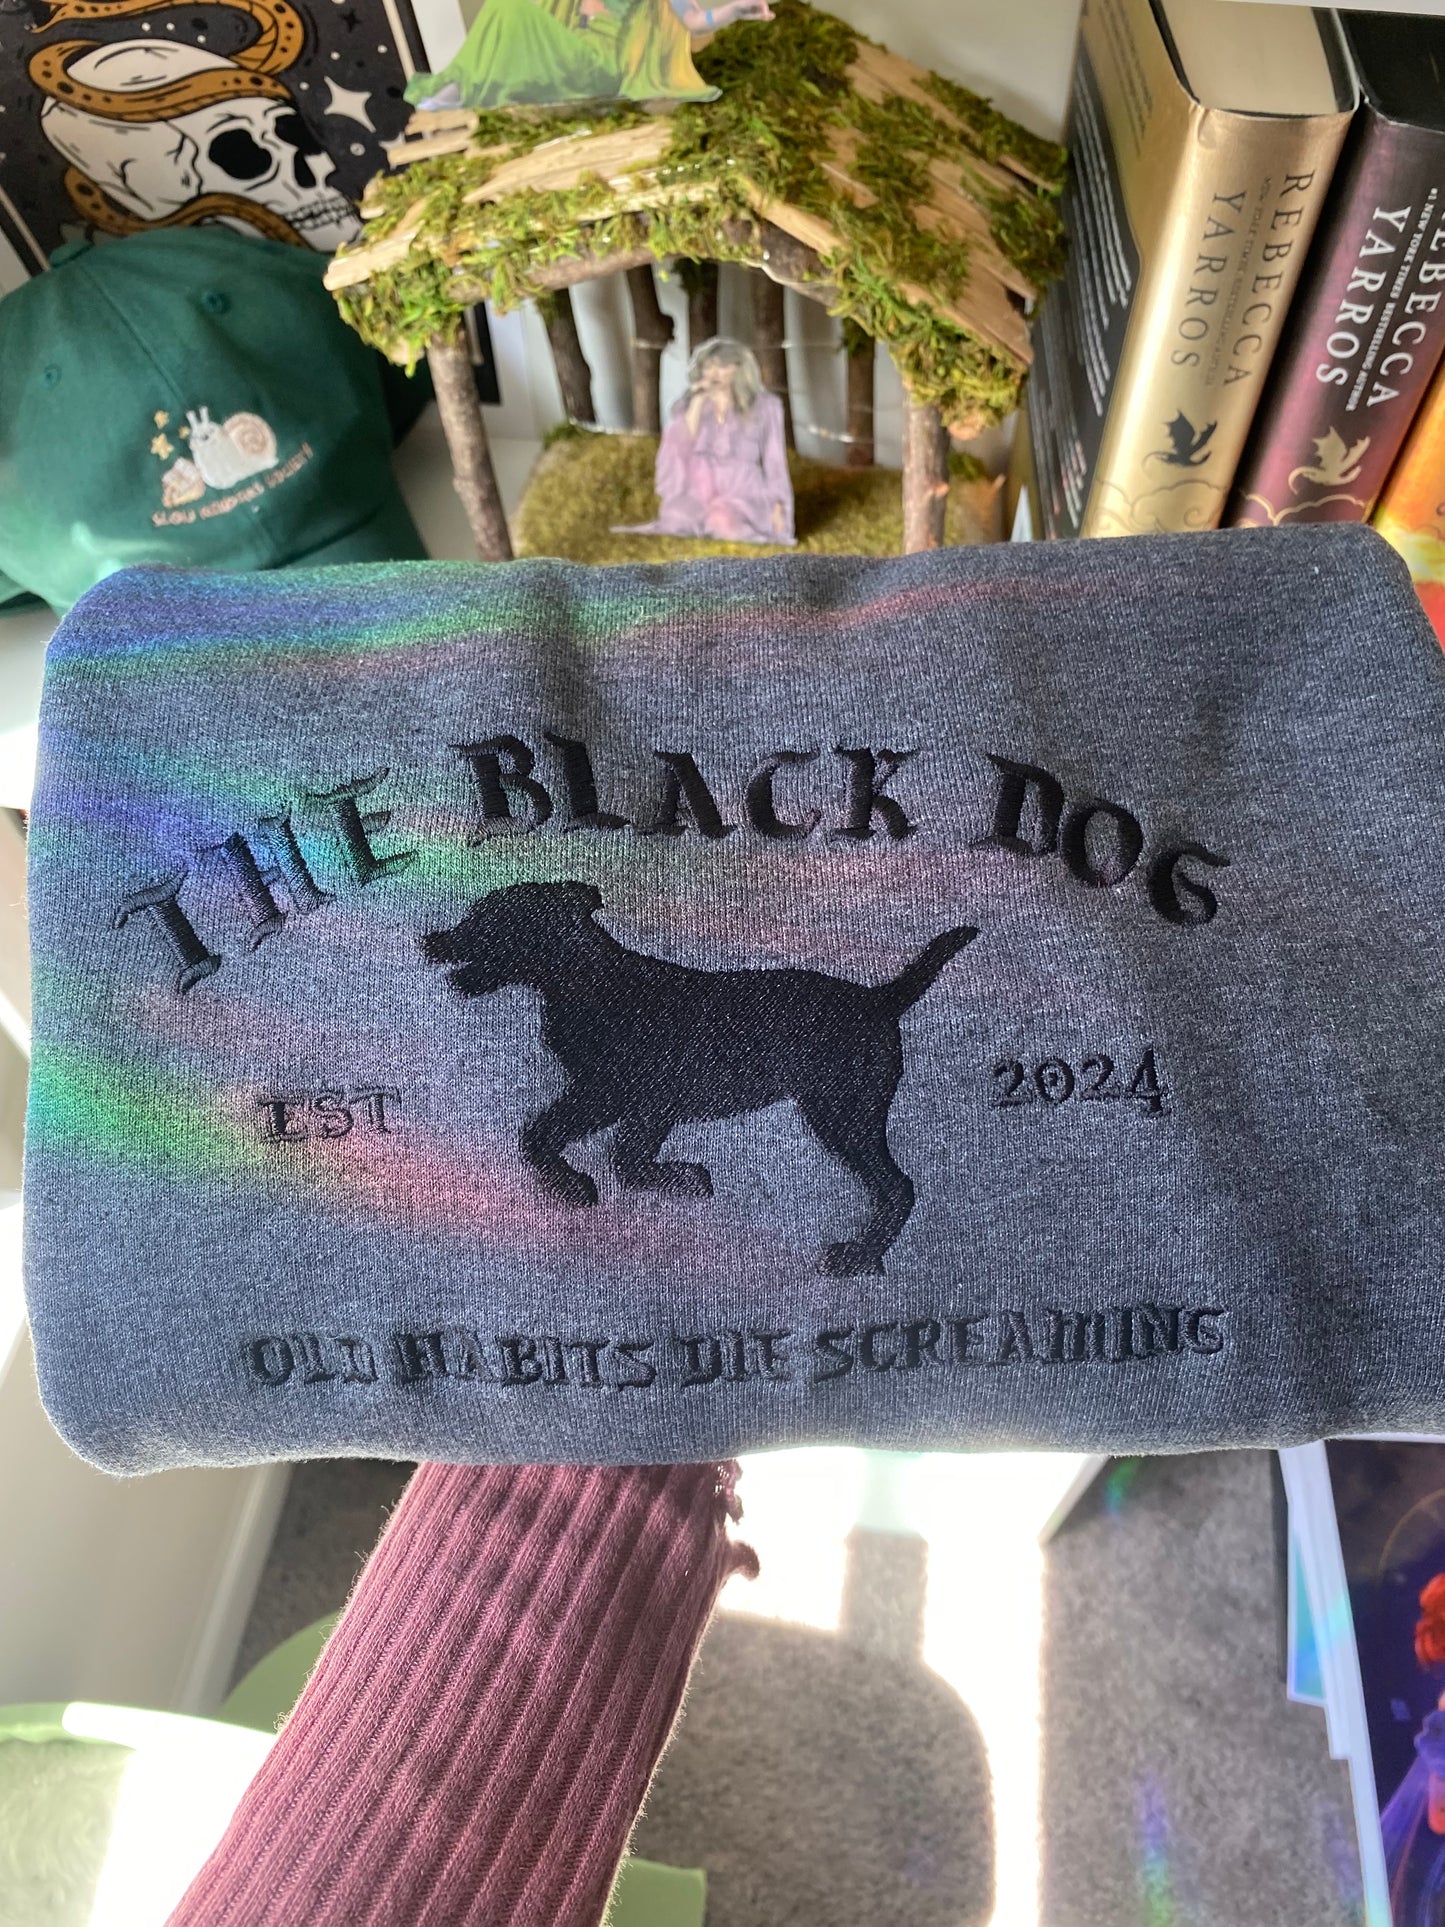 REBECCA
YARROS
REBECCA
YARROS
THE BLACK DOG
EST 2024
OLD HABITS DIE SCREAMING